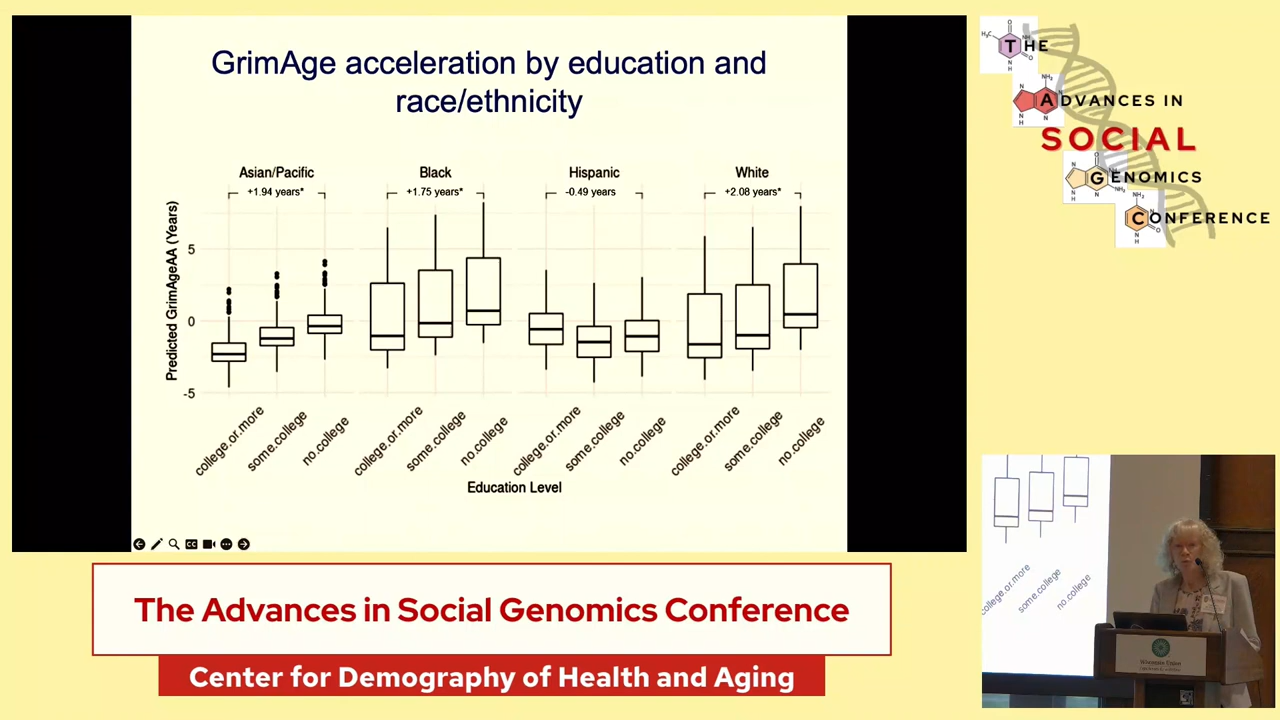 GrimAge acceleration by education and
race/ethnicity
Asian/Pacific
Black
Hispanic
White
+1.94 years*
+1.75 years*
-0.49 years
+2.08 years*
Predicted GrimAgeAA (Years)
5
0
-5
college.or.more
some.college
no.college
college.or.more
some.college
no.college
college.or.more
some.college
no.college
college.or.more
some.college
no.college
Education Level
CC
THE
ADVANCES IN
SOCIAL
GENOMICS
CONFERENCE
college.or.more
some.college
no.college
The Advances in Social Genomics Conference
Center for Demography of Health and Aging